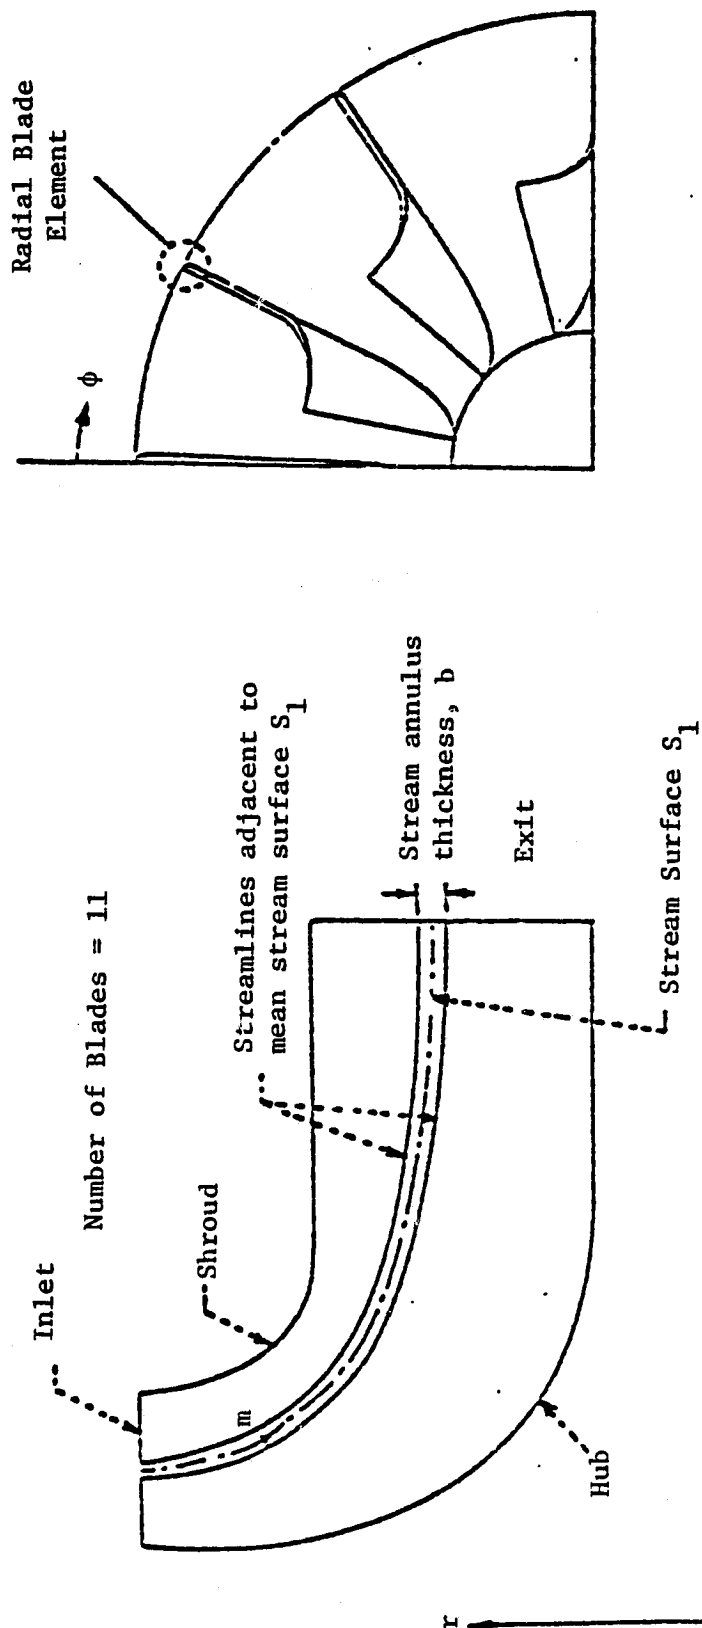 Radial Blade
Element
ϕ
Number of Blades = 11
Inlet
Shroud
Streamlines adjacent to
mean stream surface S1
Stream annulus
thickness, b
Exit
m
Stream Surface S1
Hub
r